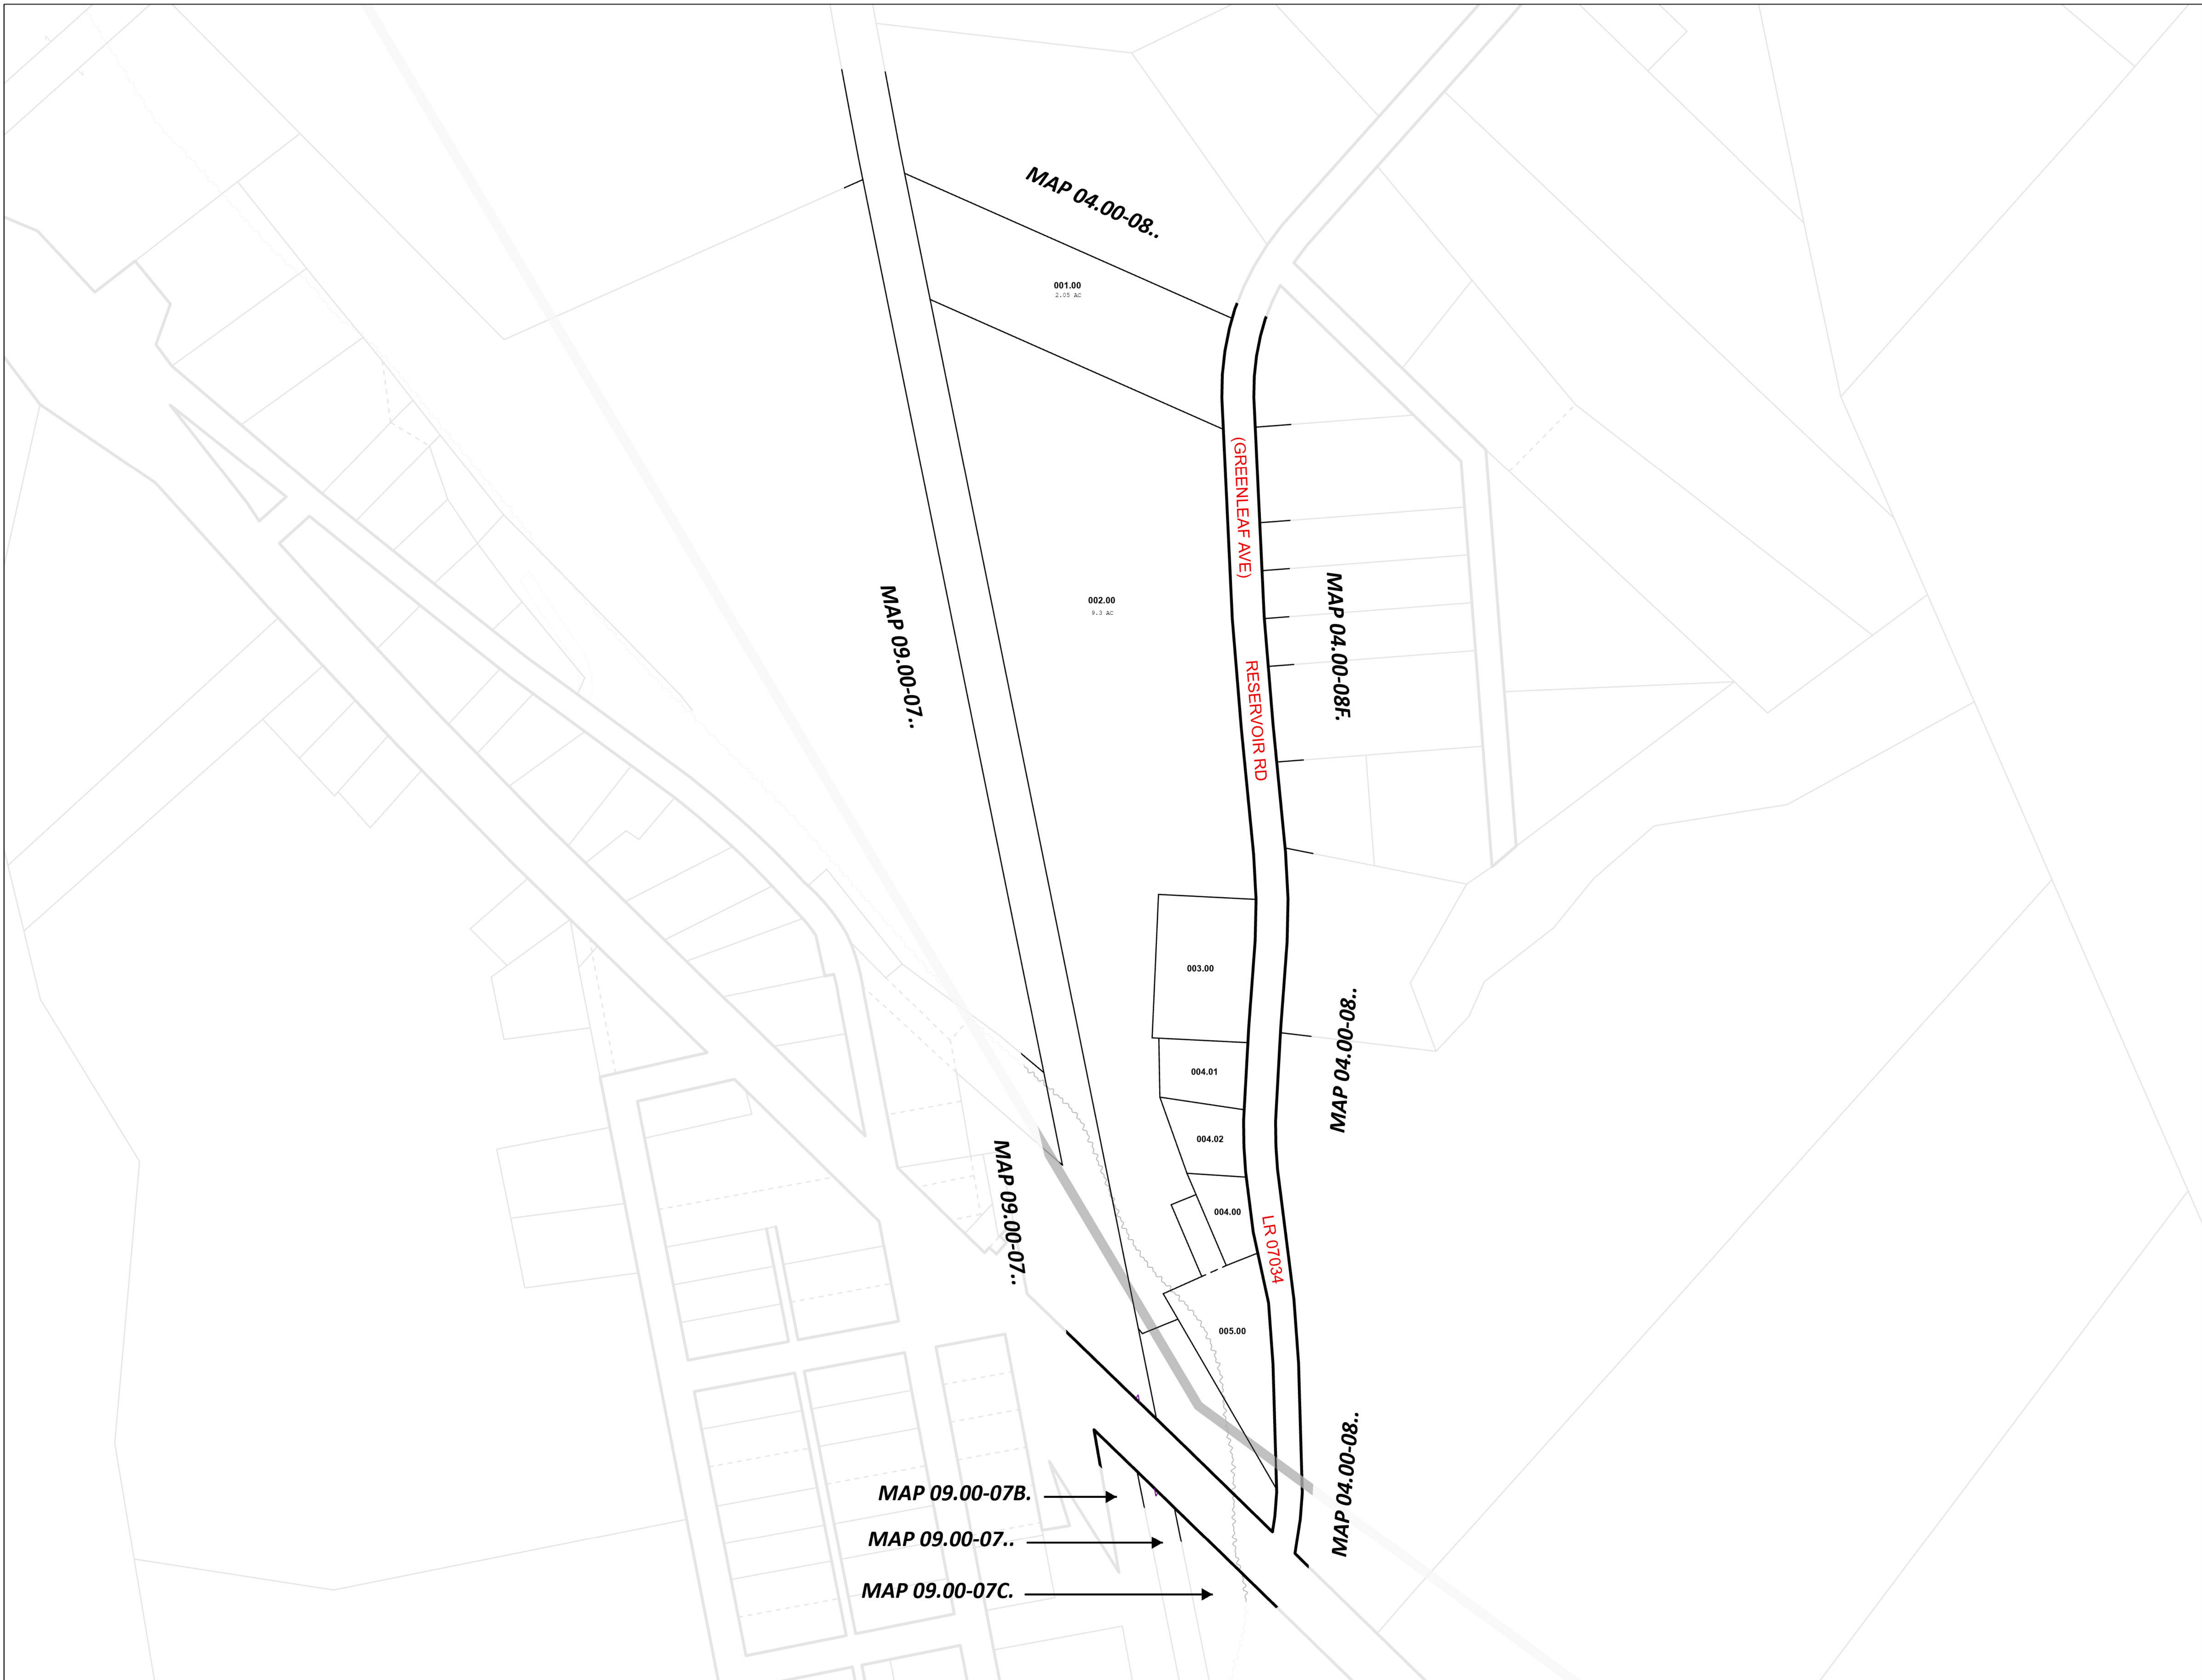 MAP 04.00-08..
001.00
2.05 AC
(GREENLEAF AVE)
002.00
9.3 AC
MAP 09.00-07..
MAP 04.00-08F.
RESERVOIR RD
003.00
MAP 04.00-08..
004.01
004.02
MAP 09.00-07..
004.00
LR 07034
005.00
MAP 04.00-08..
MAP 09.00-07B.
MAP 09.00-07..
MAP 09.00-07C.